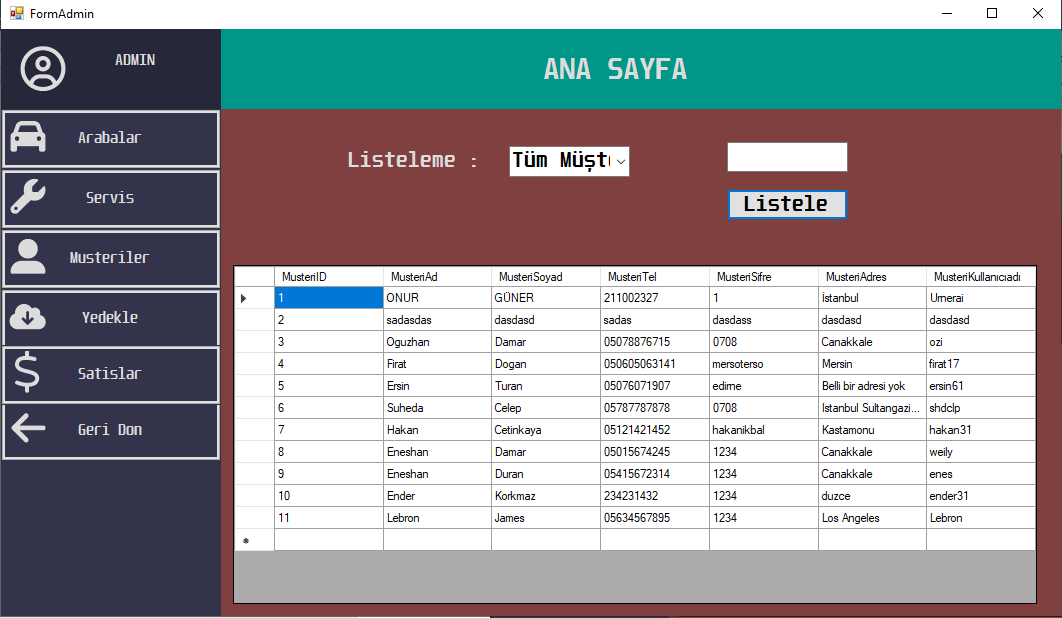 FormAdmin
ADMIN
ANA SAYFA
Arabalar
Servis
Musteriler
Yedekle
Satislar
Geri Don
Listeleme :
Tüm Müşt
Listele
MusteriID MusteriAd MusteriSoyad MusteriTel MusteriSifre MusteriAdres MusteriKullanıcıadı
1 ONUR GÜNER 211002327 1 İstanbul Umerai
2 sadasdas dasdasd sadas dasdass dasdasd dasdasd
3 Oguzhan Damar 05078876715 0708 Canakkale ozi
4 Firat Dogan 050605063141 mersoterso Mersin firat17
5 Ersin Turan 05076071907 edirne Belli bir adresi yok ersin61
6 Suheda Celep 05787787878 0708 Istanbul Sultangazi... shdclp
7 Hakan Cetinkaya 05121421452 hakanikbal Kastamonu hakan31
8 Eneshan Damar 05015674245 1234 Canakkale weily
9 Eneshan Duran 05415672314 1234 Canakkale enes
10 Ender Korkmaz 234231432 1234 duzce ender31
11 Lebron James 05634567895 1234 Los Angeles Lebron